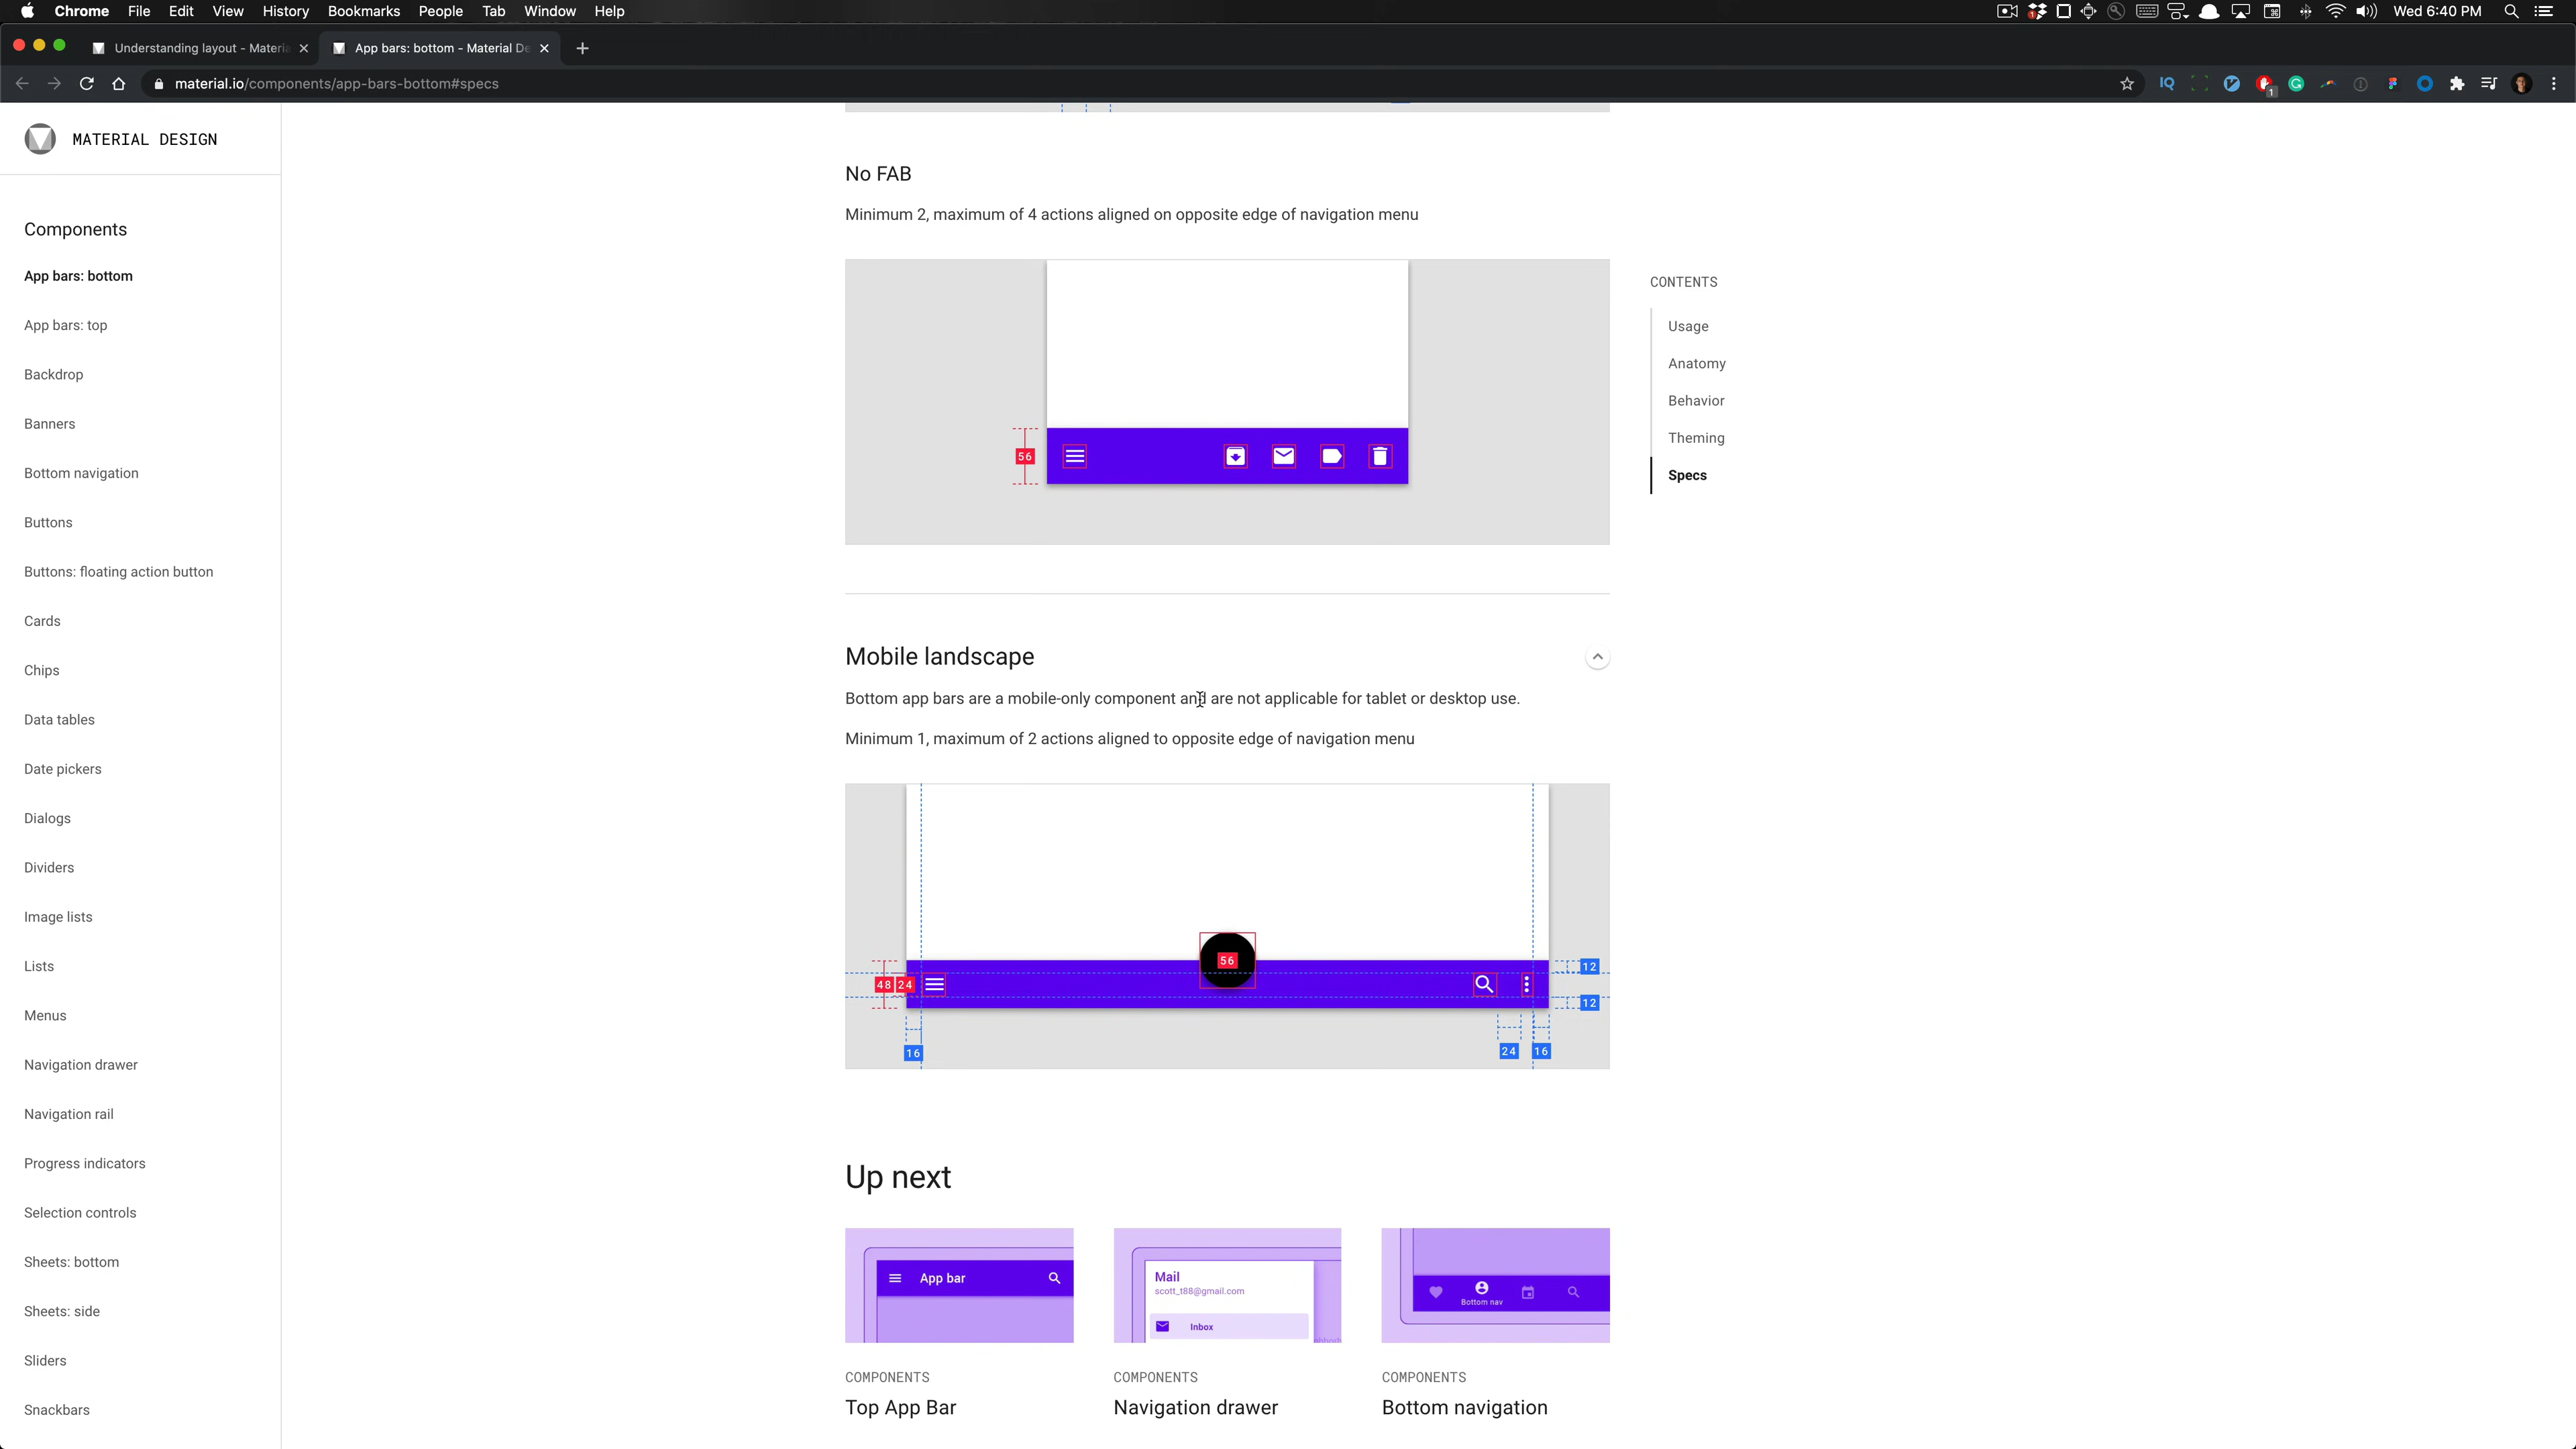 Chrome File Edit View History Bookmarks People Tab Window Help
Wed 6:40 PM
Understanding layout - Materia
App bars: bottom - Material De
material.io/components/app-bars-bottom#specs
1
MATERIAL DESIGN
Components
App bars: bottom
App bars: top
Backdrop
Banners
Bottom navigation
Buttons
Buttons: floating action button
Cards
Chips
Data tables
Date pickers
Dialogs
Dividers
Image lists
Lists
Menus
Navigation drawer
Navigation rail
Progress indicators
Selection controls
Sheets: bottom
Sheets: side
Sliders
Snackbars
No FAB
Minimum 2, maximum of 4 actions aligned on opposite edge of navigation menu
56
Mobile landscape
Bottom app bars are a mobile-only component and are not applicable for tablet or desktop use.
Minimum 1, maximum of 2 actions aligned to opposite edge of navigation menu
56
12
48 24
12
16
24 16
Up next
App bar
Mail
scott_t88@gmail.com
Inbox
Bottom nav
COMPONENTS
Top App Bar
COMPONENTS
Navigation drawer
COMPONENTS
Bottom navigation
CONTENTS
Usage
Anatomy
Behavior
Theming
Specs